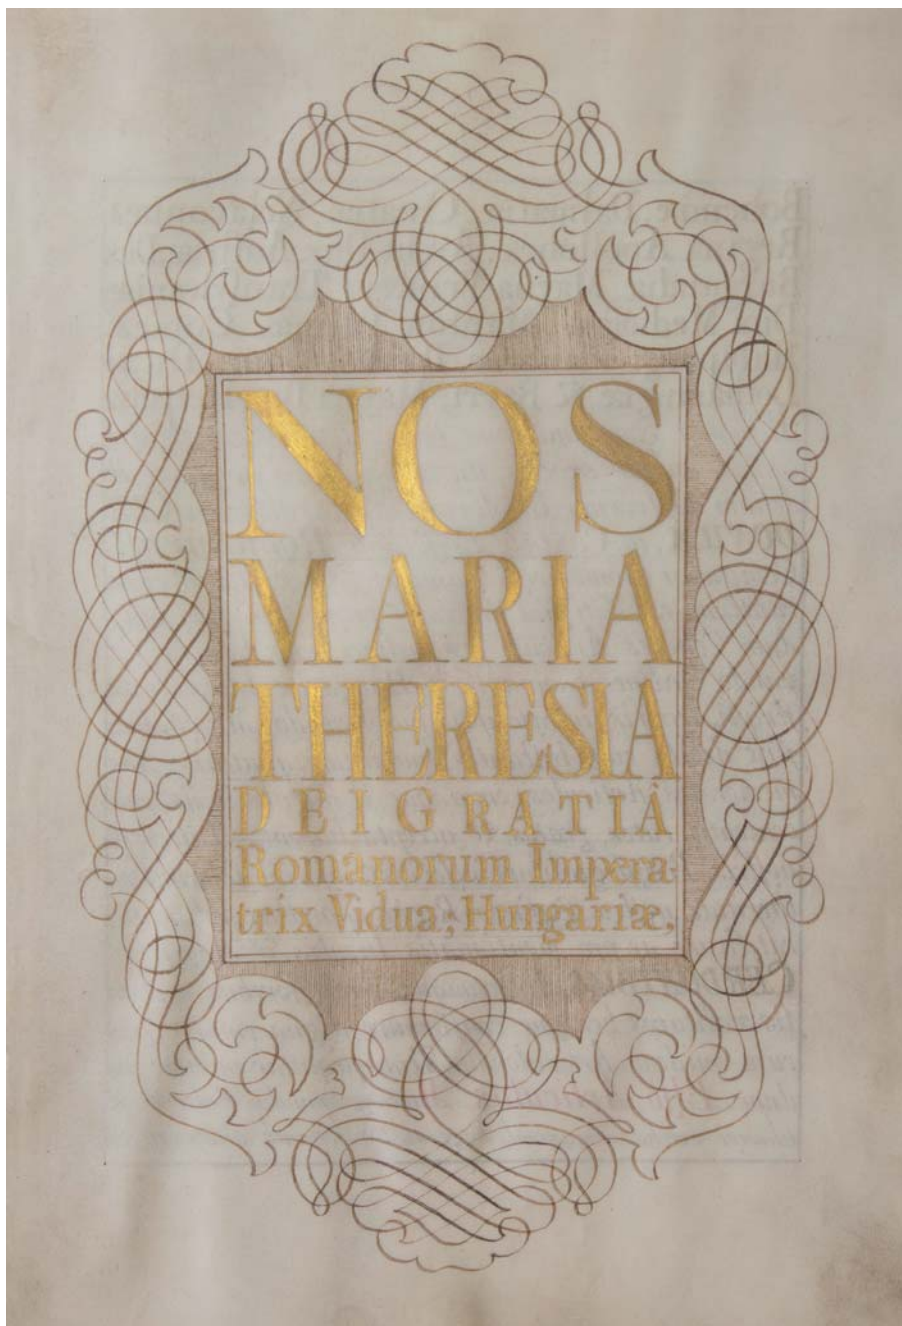 NOS
MARIA
THERESIA
DEI GRATIÂ
Romanorum Impera-
trix Vidua; Hungariæ,